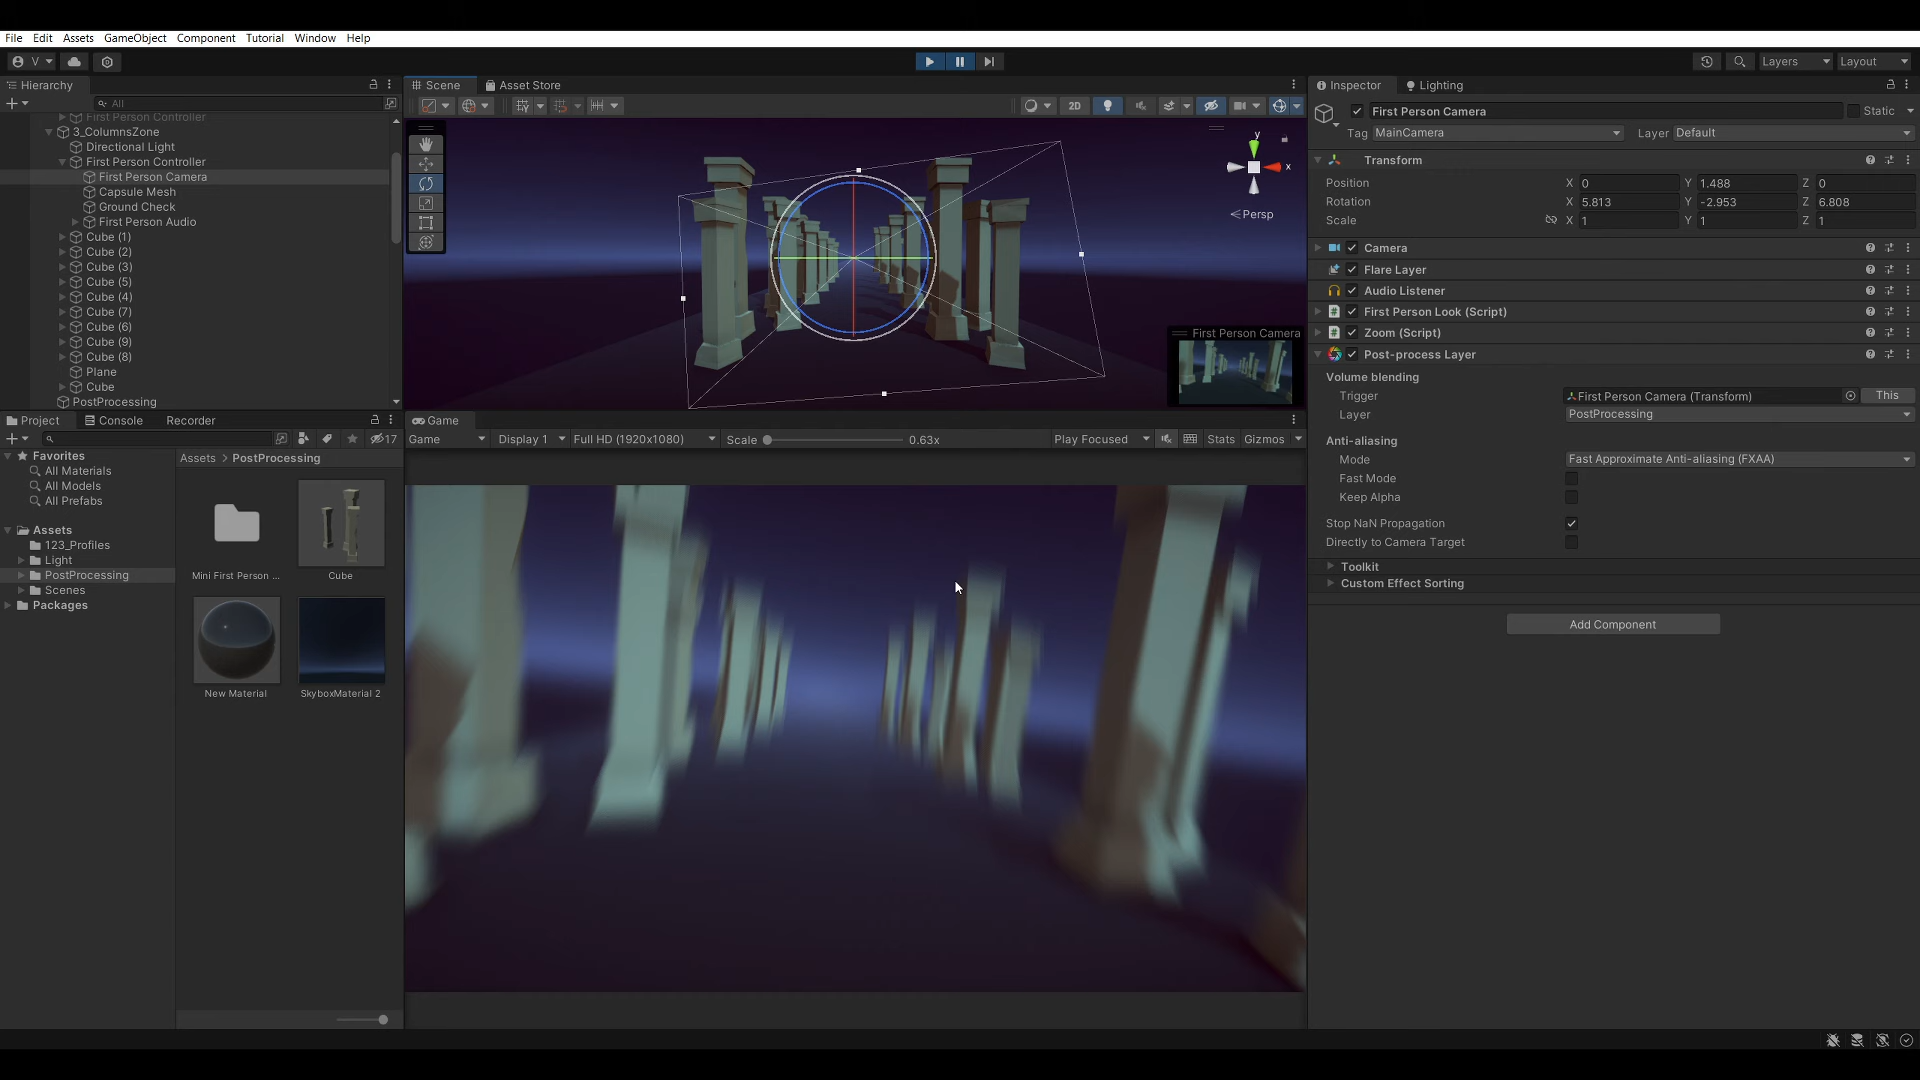 File Edit Assets GameObject Component Tutorial Window Help
V
Layers Layout
Hierarchy
All
First Person Controller
3_ColumnsZone
Directional Light
First Person Controller
First Person Camera
Capsule Mesh
Ground Check
First Person Audio
Cube (1)
Cube (2)
Cube (3)
Cube (5)
Cube (4)
Cube (7)
Cube (6)
Cube (9)
Cube (8)
Plane
Cube
PostProcessing
Scene Asset Store
2D
y
x
Persp
First Person Camera
Project Console Recorder
17
Favorites
All Materials
All Models
All Prefabs
Assets
123_Profiles
Light
PostProcessing
Scenes
Packages
Assets > PostProcessing
Mini First Person ...
Cube
New Material
SkyboxMaterial 2
Game
Game Display 1 Full HD (1920x1080) Scale 0.63x Play Focused Stats Gizmos
Inspector Lighting
First Person Camera Static
Tag MainCamera Layer Default
Transform
Position X 0 Y 1.488 Z 0
Rotation X 5.813 Y -2.953 Z 6.808
Scale X 1 Y 1 Z 1
Camera
Flare Layer
Audio Listener
First Person Look (Script)
Zoom (Script)
Post-process Layer
Volume blending
Trigger First Person Camera (Transform) This
Layer PostProcessing
Anti-aliasing
Mode Fast Approximate Anti-aliasing (FXAA)
Fast Mode
Keep Alpha
Stop NaN Propagation
Directly to Camera Target
Toolkit
Custom Effect Sorting
Add Component